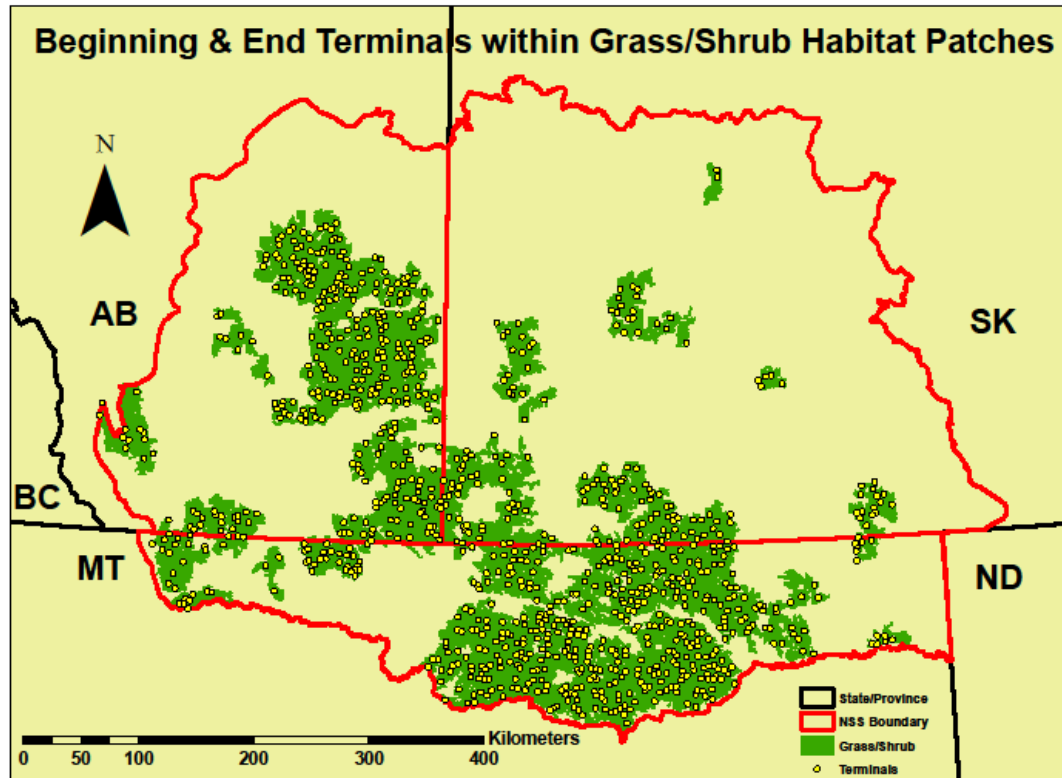 Beginning & End Terminals within Grass/Shrub Habitat Patches
N
AB
SK
BC
MT
ND
State/Province
NSS Boundary
Grass/Shrub
Terminals
Kilometers
0 50 100 200 300 400